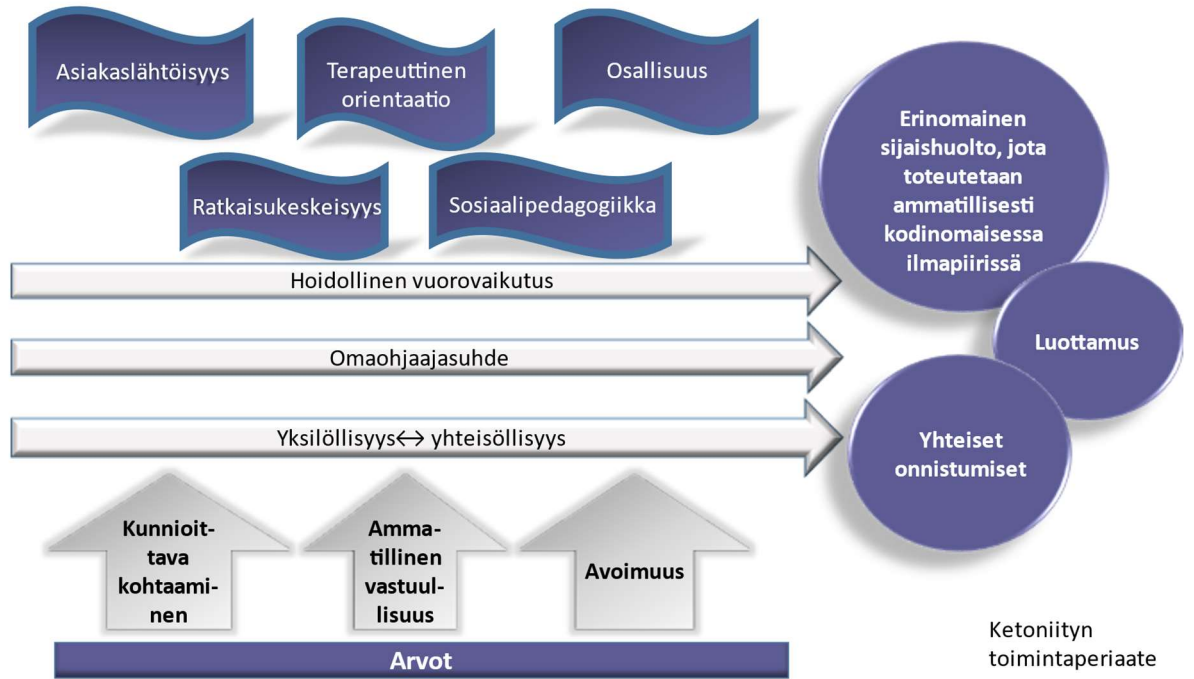 Asiakaslähtöisyys
Terapeuttinen
orientaatio
Osallisuus
Ratkaisukeskeisyys
Sosiaalipedagogiikka
Hoidollinen vuorovaikutus
Omaohjaajasuhde
Yksilöllisyys↔ yhteisöllisyys
Erinomainen
sijaishuolto, jota
toteutetaan
ammatillisesti
kodinomaisessa
ilmapiirissä
Luottamus
Yhteiset
onnistumiset
Kunnioit-
tava
kohtaami-
nen
Amma-
tillinen
vastuul-
lisuus
Avoimuus
Arvot
Ketoniityn
toimintaperiaate